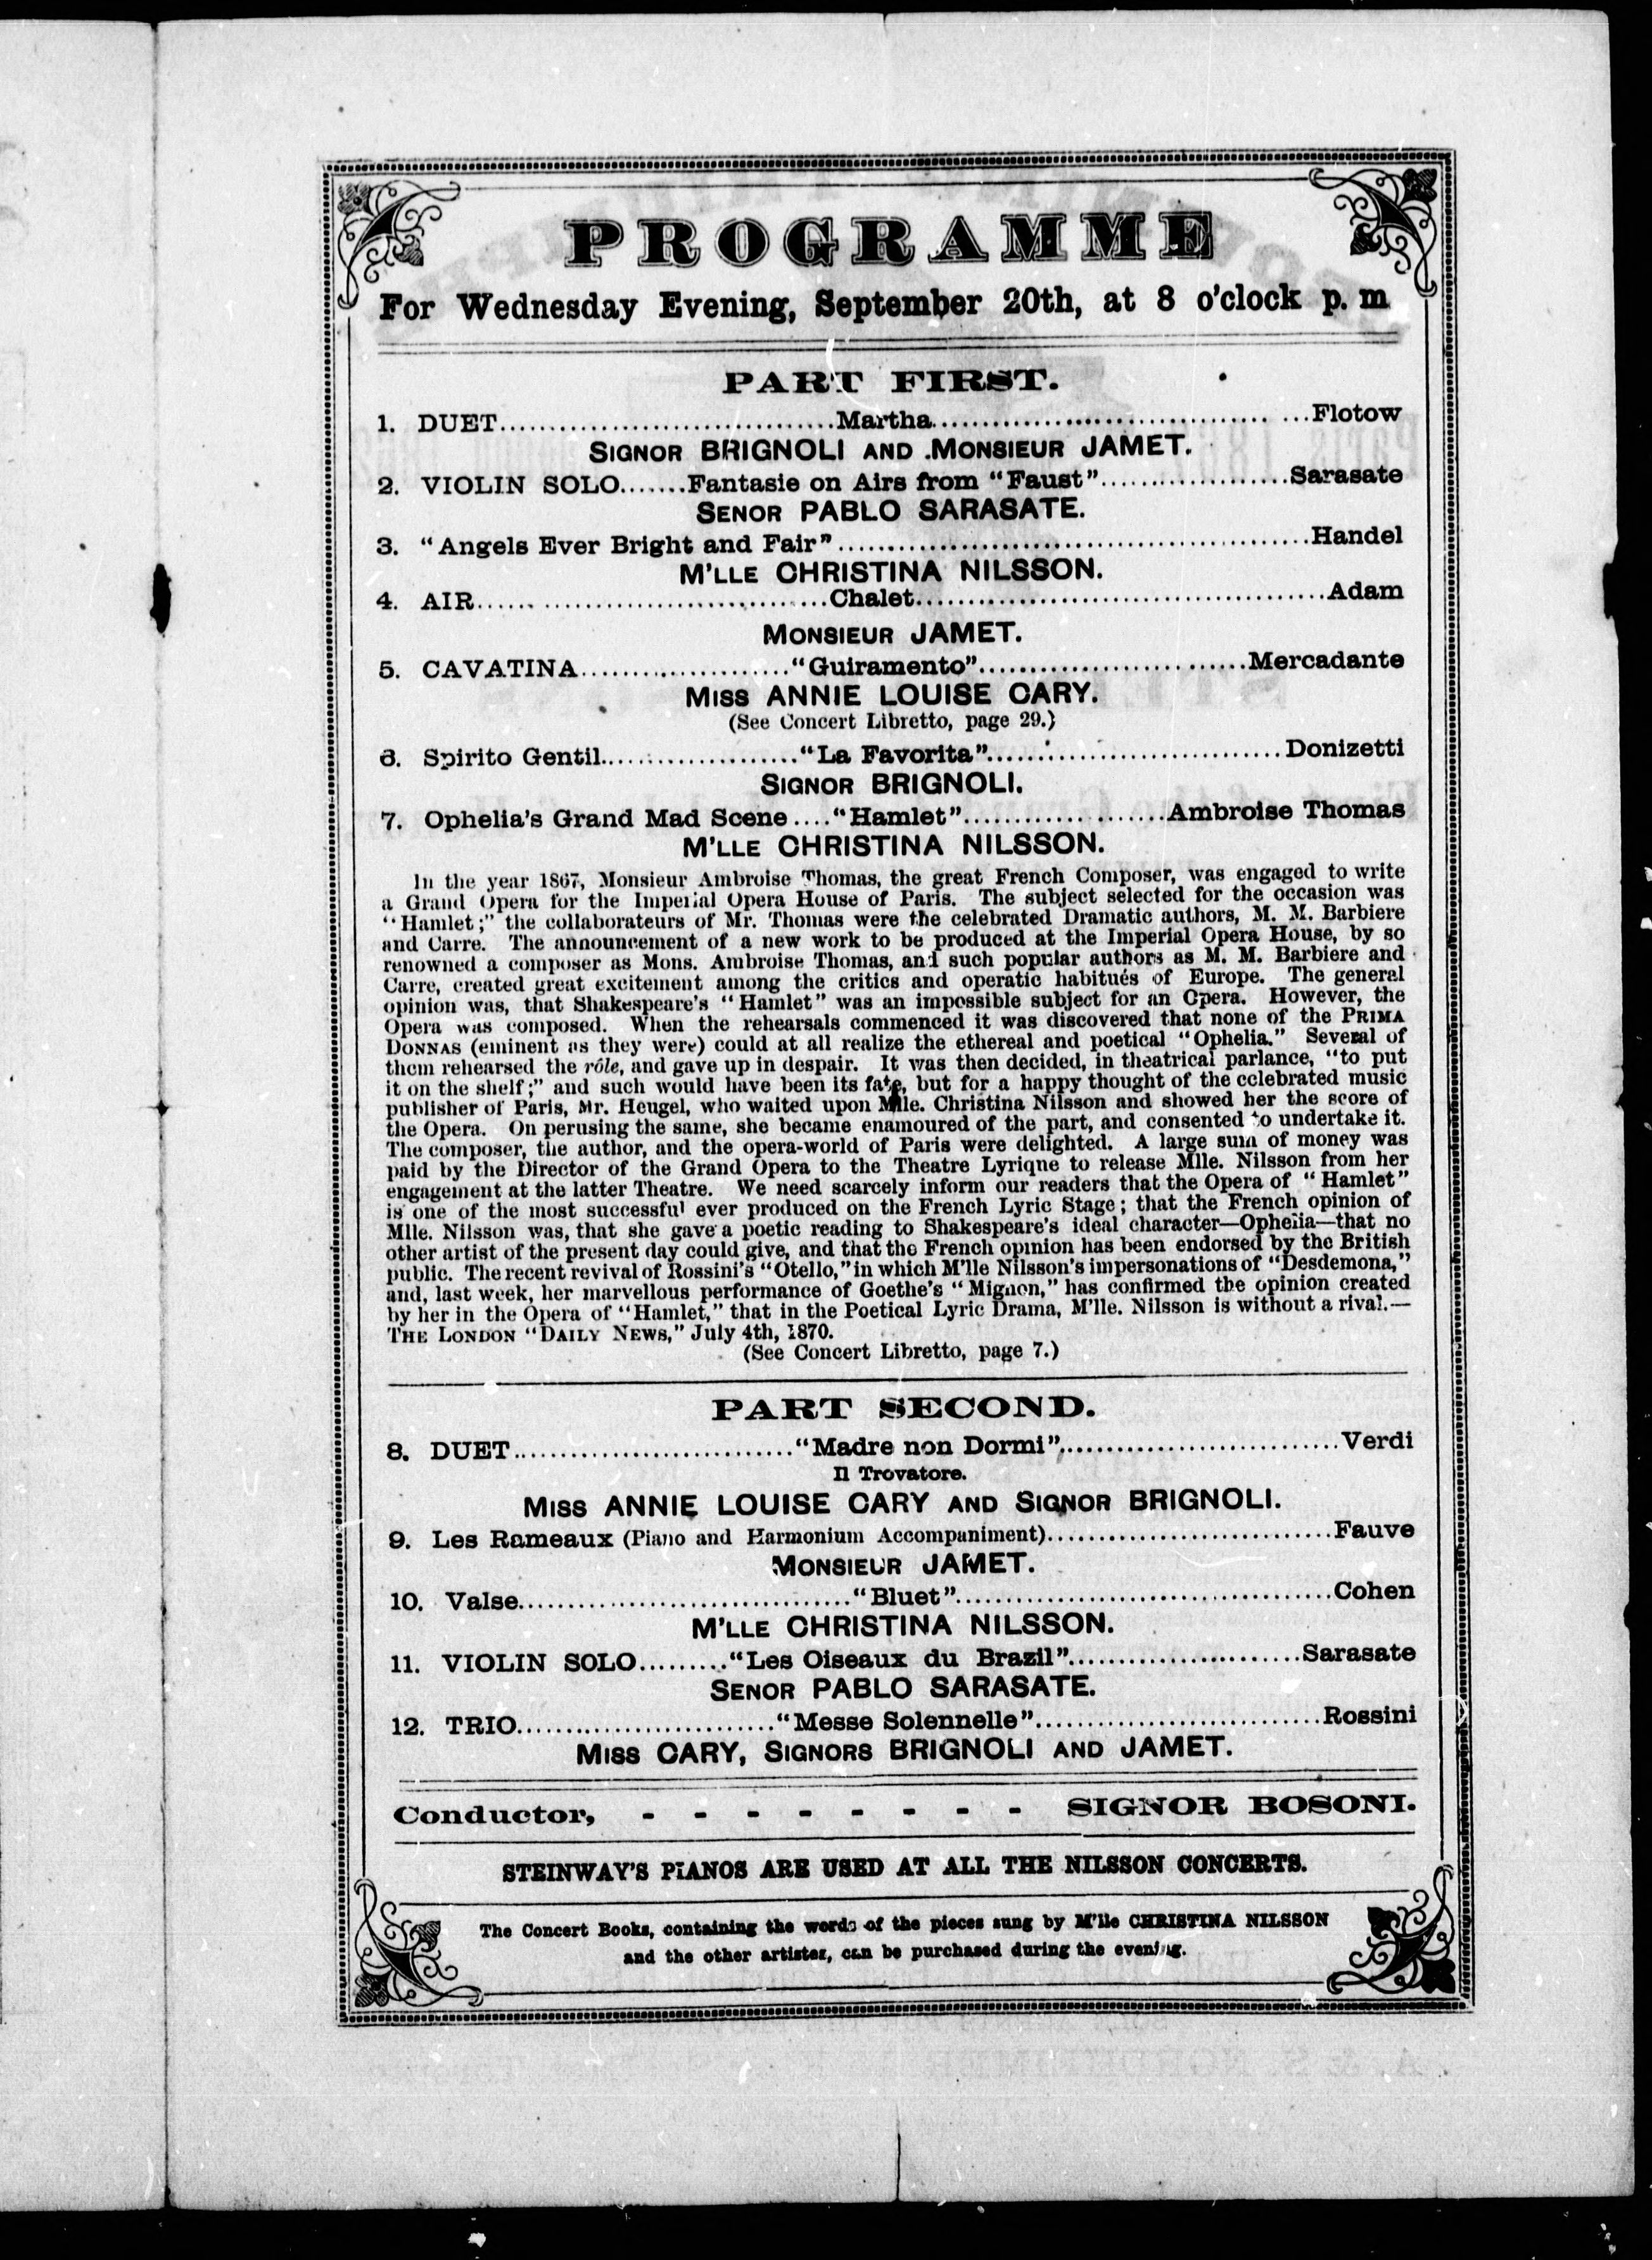 PROGRAMME
For Wednesday Evening, September 20th, at 8 o'clock p. m
PART FIRST.
1. DUET.................................Martha.................................. ...Flotow
SIGNOR BRIGNOLI AND MONSIEUR JAMET.
2. VIOLIN SOLO.......Fantasie on Airs from "Faust"...................Sarasate
SENOR PABLO SARASATE.
3. "Angels Ever Bright and Fair"...............................................Handel
M'LLE CHRISTINA NILSSON.
4. AIR...................................Chalet.........................................Adam
MONSIEUR JAMET.
5. CAVATINA....................."Guiramento"...........................Mercadante
MISS ANNIE LOUISE CARY.
(See Concert Libretto, page 29.)
6. Spirito Gentil...................."La Favorita"..............................Donizetti
SIGNOR BRIGNOLI.
7. Ophelia's Grand Mad Scene...."Hamlet"....................Ambroise Thomas
M'LLE CHRISTINA NILSSON.
In the year 1867, Monsieur Ambroise Thomas, the great French Composer, was engaged to write
a Grand Opera for the Imperial Opera House of Paris. The subject selected for the occasion was
"Hamlet;" the collaborateurs of Mr. Thomas were the celebrated Dramatic authors, M. M. Barbiere
and Carre. The announcement of a new work to be produced at the Imperial Opera House, by so
renowned a composer as Mons. Ambroise Thomas, and such popular authors as M. M. Barbiere and
Carre, created great excitement among the critics and operatic habitués of Europe. The general
opinion was, that Shakespeare's "Hamlet" was an impossible subject for an Opera. However, the
Opera was composed. When the rehearsals commenced it was discovered that none of the PRIMA
DONNAS (eminent as they were) could at all realize the ethereal and poetical "Ophelia." Several of
them rehearsed the rôle, and gave up in despair. It was then decided, in theatrical parlance, "to put
it on the shelf;" and such would have been its fate, but for a happy thought of the celebrated music
publisher of Paris, Mr. Heugel, who waited upon Mlle. Christina Nilsson and showed her the score of
the Opera. On perusing the same, she became enamoured of the part, and consented to undertake it.
The composer, the author, and the opera-world of Paris were delighted. A large sum of money was
paid by the Director of the Grand Opera to the Theatre Lyrique to release Mlle. Nilsson from her
engagement at the latter Theatre. We need scarcely inform our readers that the Opera of "Hamlet"
is one of the most successful ever produced on the French Lyric Stage; that the French opinion of
Mlle. Nilsson was, that she gave a poetic reading to Shakespeare's ideal character—Ophelia—that no
other artist of the present day could give, and that the French opinion has been endorsed by the British
public. The recent revival of Rossini's "Otello," in which M'lle Nilsson's impersonations of "Desdemona,"
and, last week, her marvellous performance of Goethe's "Mignon," has confirmed the opinion created
by her in the Opera of "Hamlet," that in the Poetical Lyric Drama, M'lle. Nilsson is without a rival.—
THE LONDON "DAILY NEWS," July 4th, 1870.
(See Concert Libretto, page 7.)
PART SECOND.
8. DUET............................"Madre non Dormi"............................Verdi
Il Trovatore.
MISS ANNIE LOUISE CARY AND SIGNOR BRIGNOLI.
9. Les Rameaux (Piano and Harmonium Accompaniment)............................Fauve
MONSIEUR JAMET.
10. Valse................................."Bluet"......................................Cohen
M'LLE CHRISTINA NILSSON.
11. VIOLIN SOLO........."Les Oiseaux du Brazil".......................Sarasate
SENOR PABLO SARASATE.
12. TRIO.........................."Messe Solennelle"............................Rossini
MISS CARY, SIGNORS BRIGNOLI AND JAMET.
Conductor, - - - - - - - - SIGNOR BOSONI.
STEINWAY'S PIANOS ARE USED AT ALL THE NILSSON CONCERTS.
The Concert Books, containing the words of the pieces sung by M'lle CHRISTINA NILSSON
and the other artistes, can be purchased during the evening.